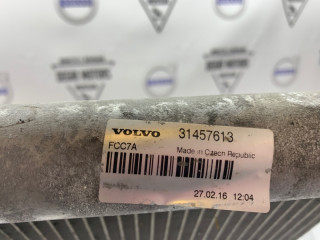 VOLVO 31457613
FCC7A Made in Czech Republic
27.02.16 12:04